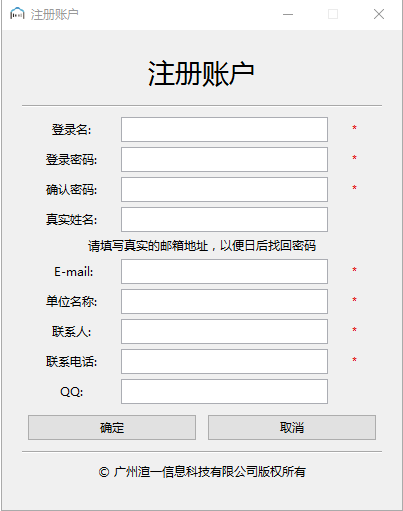 注册账户
注册账户
登录名: *
登录密码: *
确认密码: *
真实姓名:
请填写真实的邮箱地址，以便日后找回密码
E-mail: *
单位名称: *
联系人: *
联系电话: *
QQ:
确定 取消
© 广州渲一信息科技有限公司版权所有